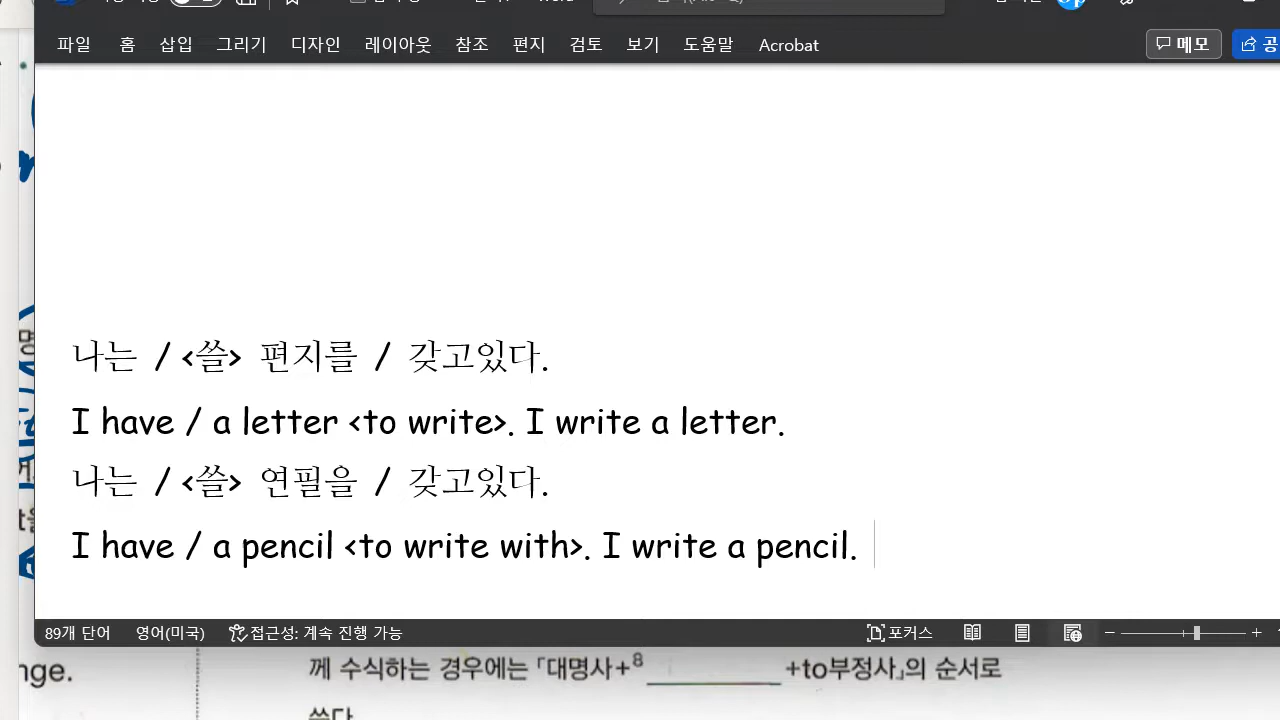 파일 홈 삽입 그리기 디자인 레이아웃 참조 편지 검토 보기 도움말 Acrobat 메모
나는 / <쓸> 편지를 / 갖고있다.
I have / a letter <to write>. I write a letter.
나는 / <쓸> 연필을 / 갖고있다.
I have / a pencil <to write with>. I write a pencil.
89개 단어 영어(미국) 접근성: 계속 진행 가능 포커스
nge. 께 수식하는 경우에는 「대명사+8 ________ +to부정사」의 순서로
쓴다